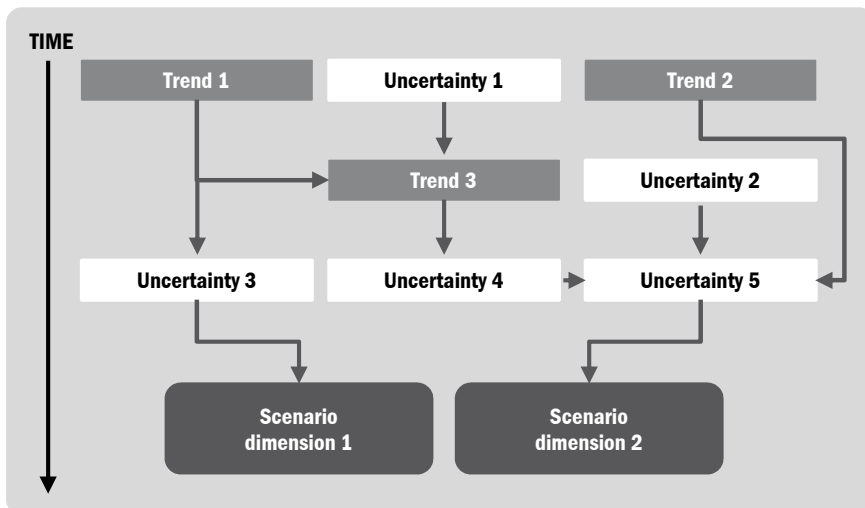 TIME
Trend 1
Uncertainty 1
Trend 2
Trend 3
Uncertainty 2
Uncertainty 3
Uncertainty 4
Uncertainty 5
Scenario
dimension 1
Scenario
dimension 2